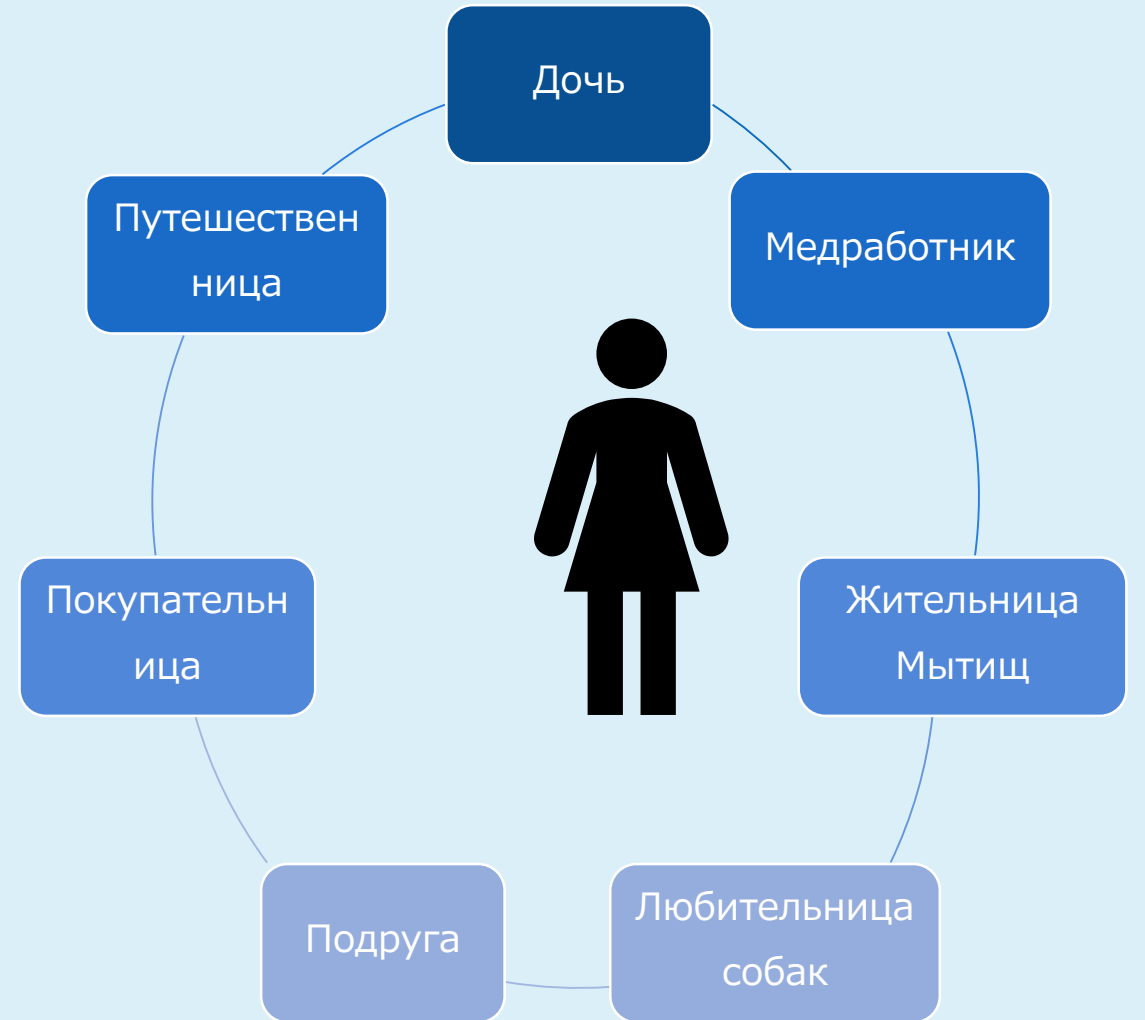 Дочь
Медработник
Жительница
Мытищ
Любительница
собак
Подруга
Покупательн
ица
Путешествен
ница